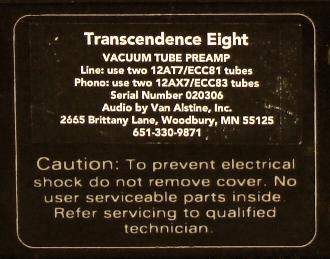 Transcendence Eight
VACUUM TUBE PREAMP
Line: use two 12AT7/ECC81 tubes
Phono: use two 12AX7/ECC83 tubes
Serial Number 020306
Audio by Van Alstine, Inc.
2665 Brittany Lane, Woodbury, MN 55125
651-330-9871
Caution: To prevent electrical
shock do not remove cover. No
user serviceable parts inside.
Refer servicing to qualified
technician.